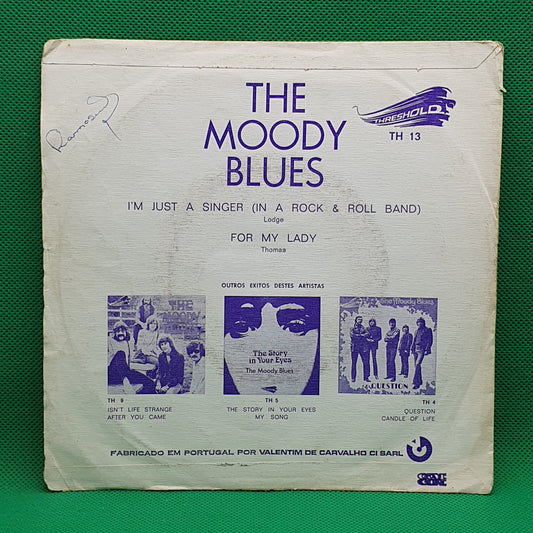 Ramos
THE
MOODY
BLUES
THRESHOLD
TH 13
I'M JUST A SINGER (IN A ROCK & ROLL BAND)
Lodge
FOR MY LADY
Thomas
OUTROS EXITOS DESTES ARTISTAS
THE
MOODY
The Story
in Your Eyes
The Moody Blues
The Moody Blues
QUESTION
TH 9
ISN'T LIFE STRANGE
AFTER YOU CAME
TH 5
THE STORY IN YOUR EYES
MY SONG
TH 4
QUESTION
CANDLE OF LIFE
FABRICADO EM PORTUGAL POR VALENTIM DE CARVALHO CI SARL